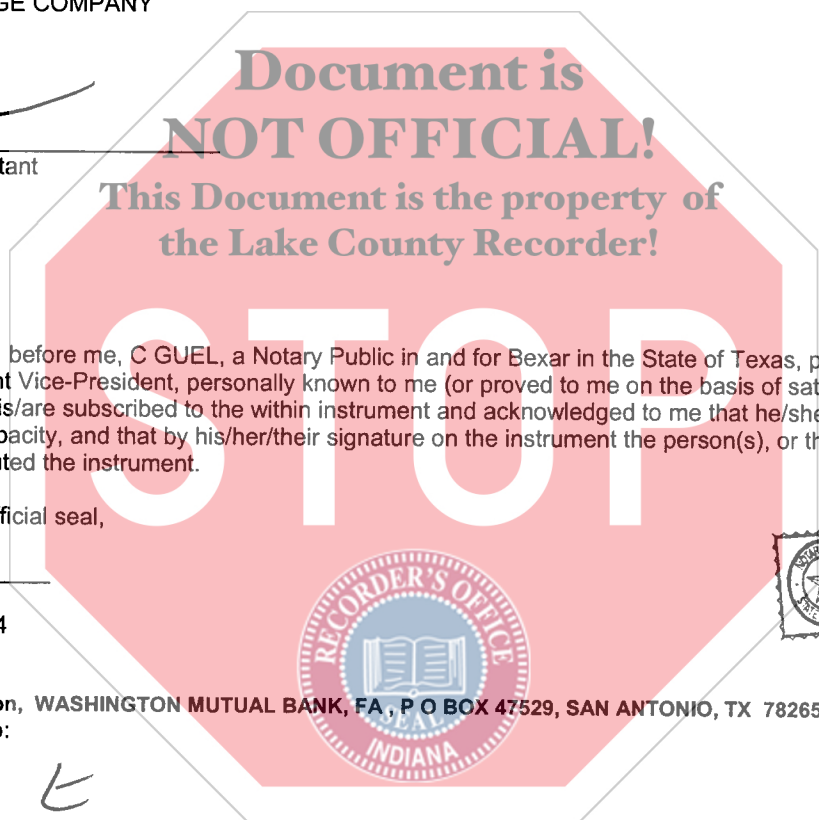 GE COMPANY
Document is
NOT OFFICIAL!
tant
This Document is the property of
the Lake County Recorder!
STOP
before me, C GUEL, a Notary Public in and for Bexar in the State of Texas, p
nt Vice-President, personally known to me (or proved to me on the basis of sat
is/are subscribed to the within instrument and acknowledged to me that he/she
pacity, and that by his/her/their signature on the instrument the person(s), or th
ted the instrument.
ficial seal,
RECORDER'S OFFICE
SEAL
INDIANA
4
on, WASHINGTON MUTUAL BANK, FA , P O BOX 47529, SAN ANTONIO, TX 78265
o: